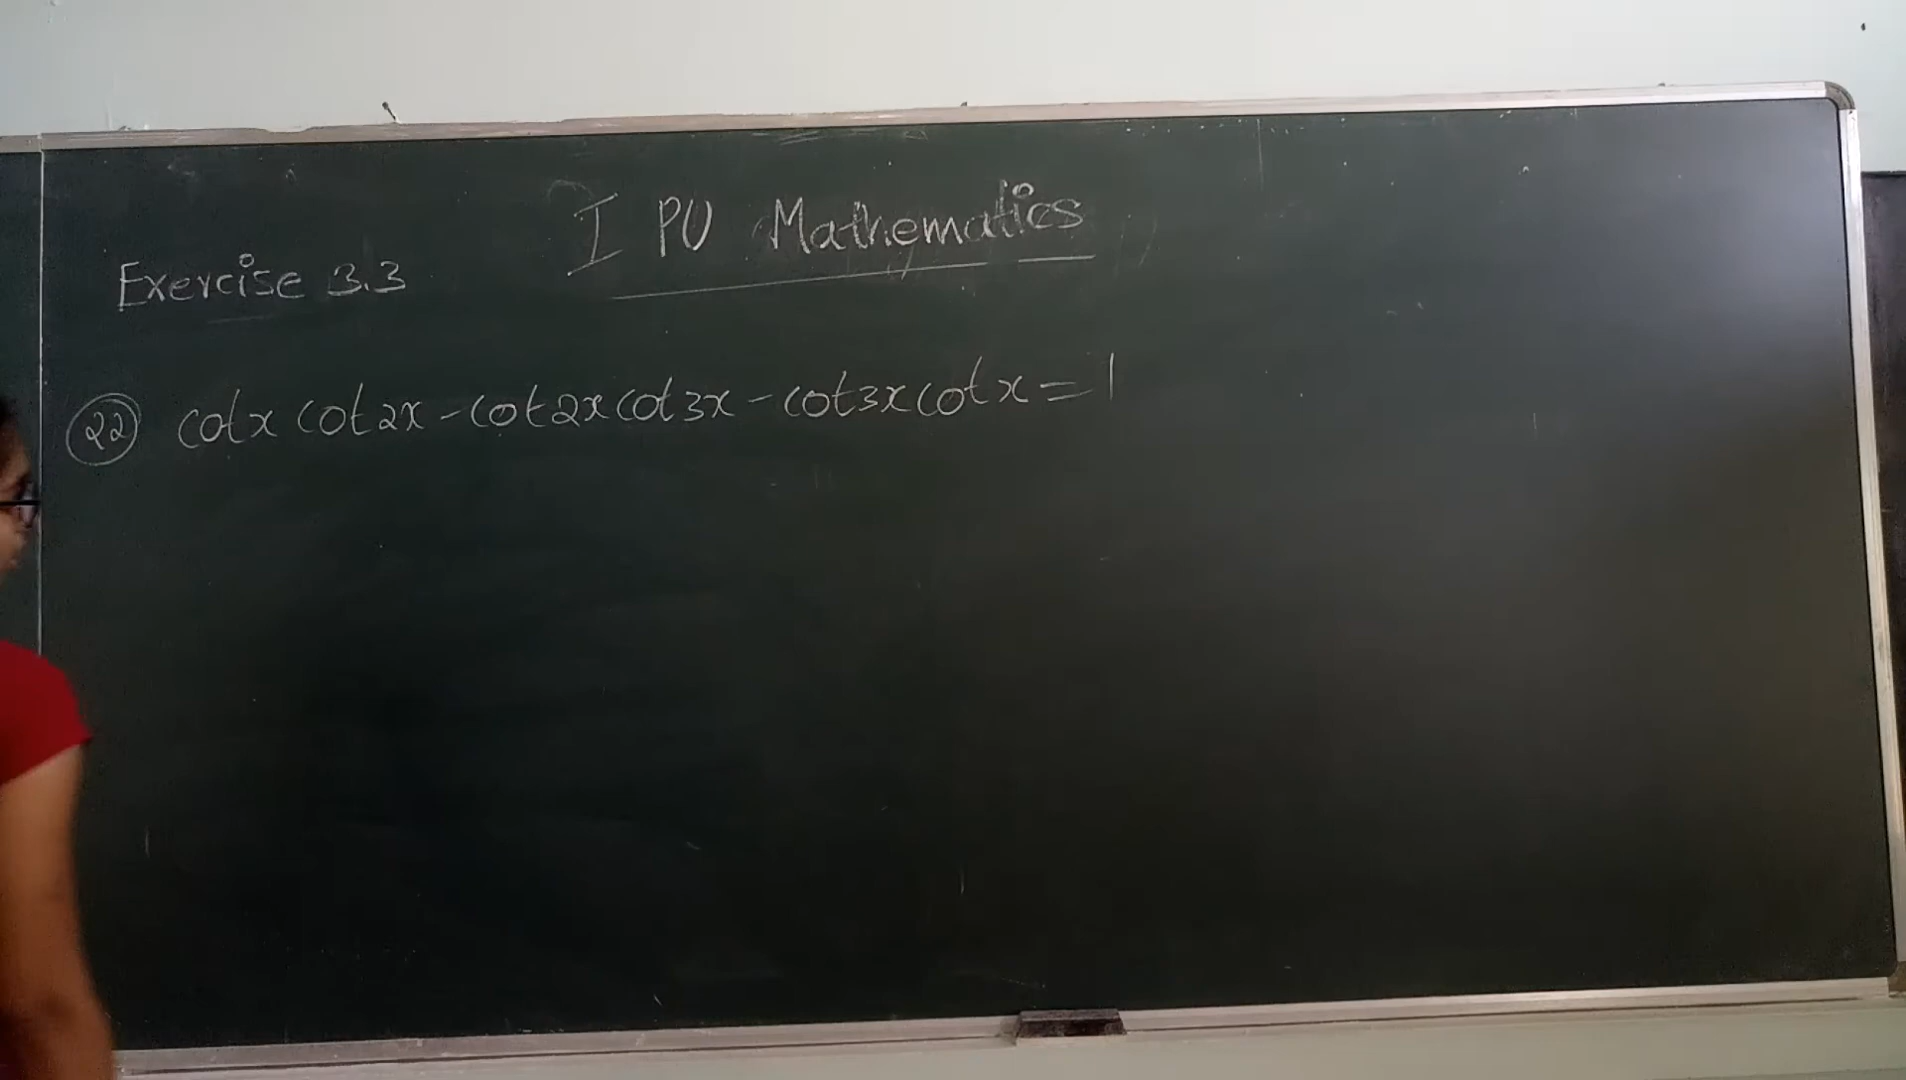 I PU Mathematics
Exercise 3.3
22 cotx cot2x - cot2x cot3x - cot3x cotx = 1